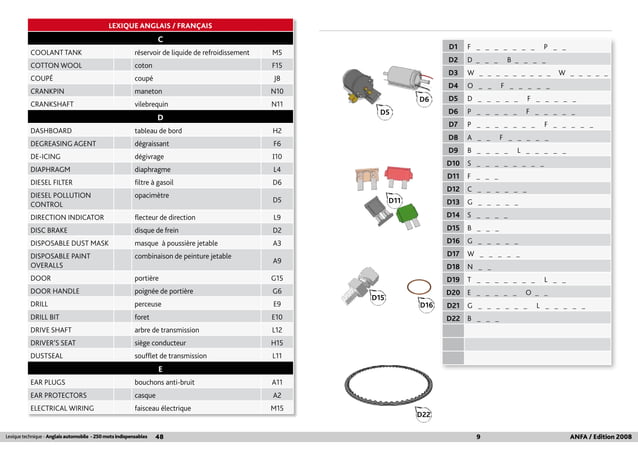 LEXIQUE ANGLAIS / FRANÇAIS
C
COOLANT TANK réservoir de liquide de refroidissement M5
COTTON WOOL coton F15
COUPÉ coupé J8
CRANKPIN maneton N10
CRANKSHAFT vilebrequin N11
D
DASHBOARD tableau de bord H2
DEGREASING AGENT dégraissant F6
DE-ICING dégivrage I10
DIAPHRAGM diaphragme L4
DIESEL FILTER filtre à gasoil D6
DIESEL POLLUTION CONTROL opacimètre D5
DIRECTION INDICATOR flecteur de direction L9
DISC BRAKE disque de frein D2
DISPOSABLE DUST MASK masque à poussière jetable A3
DISPOSABLE PAINT OVERALLS combinaison de peinture jetable A9
DOOR portière G15
DOOR HANDLE poignée de portière G6
DRILL perceuse E9
DRILL BIT foret E10
DRIVE SHAFT arbre de transmission L12
DRIVER'S SEAT siège conducteur H15
DUSTSEAL soufflet de transmission L11
E
EAR PLUGS bouchons anti-bruit A11
EAR PROTECTORS casque A2
ELECTRICAL WIRING faisceau électrique M15
Lexique technique - Anglais automobile - 250 mots indispensables 48
D5
D6
D11
D15
D16
D22
D1 F _ _ _ _ _ _ _ P _ _
D2 D _ _ _ B _ _ _ _
D3 W _ _ _ _ _ _ _ _ _ W _ _ _ _ _
D4 O _ _ F _ _ _ _ _
D5 D _ _ _ _ _ F _ _ _ _ _
D6 P _ _ _ _ _ F _ _ _ _ _
D7 P _ _ _ _ _ _ _ F _ _ _ _ _
D8 A _ _ F _ _ _ _ _
D9 B _ _ _ _ L _ _ _ _ _
D10 S _ _ _ _ _ _ _ _
D11 F _ _ _
D12 C _ _ _ _ _ _
D13 G _ _ _ _ _
D14 S _ _ _ _
D15 B _ _ _
D16 G _ _ _ _ _
D17 W _ _ _ _ _
D18 N _ _
D19 T _ _ _ _ _ _ _ L _ _
D20 E _ _ _ _ _ O _ _
D21 G _ _ _ _ _ _ L _ _ _ _ _
D22 B _ _ _
9 ANFA / Edition 2008